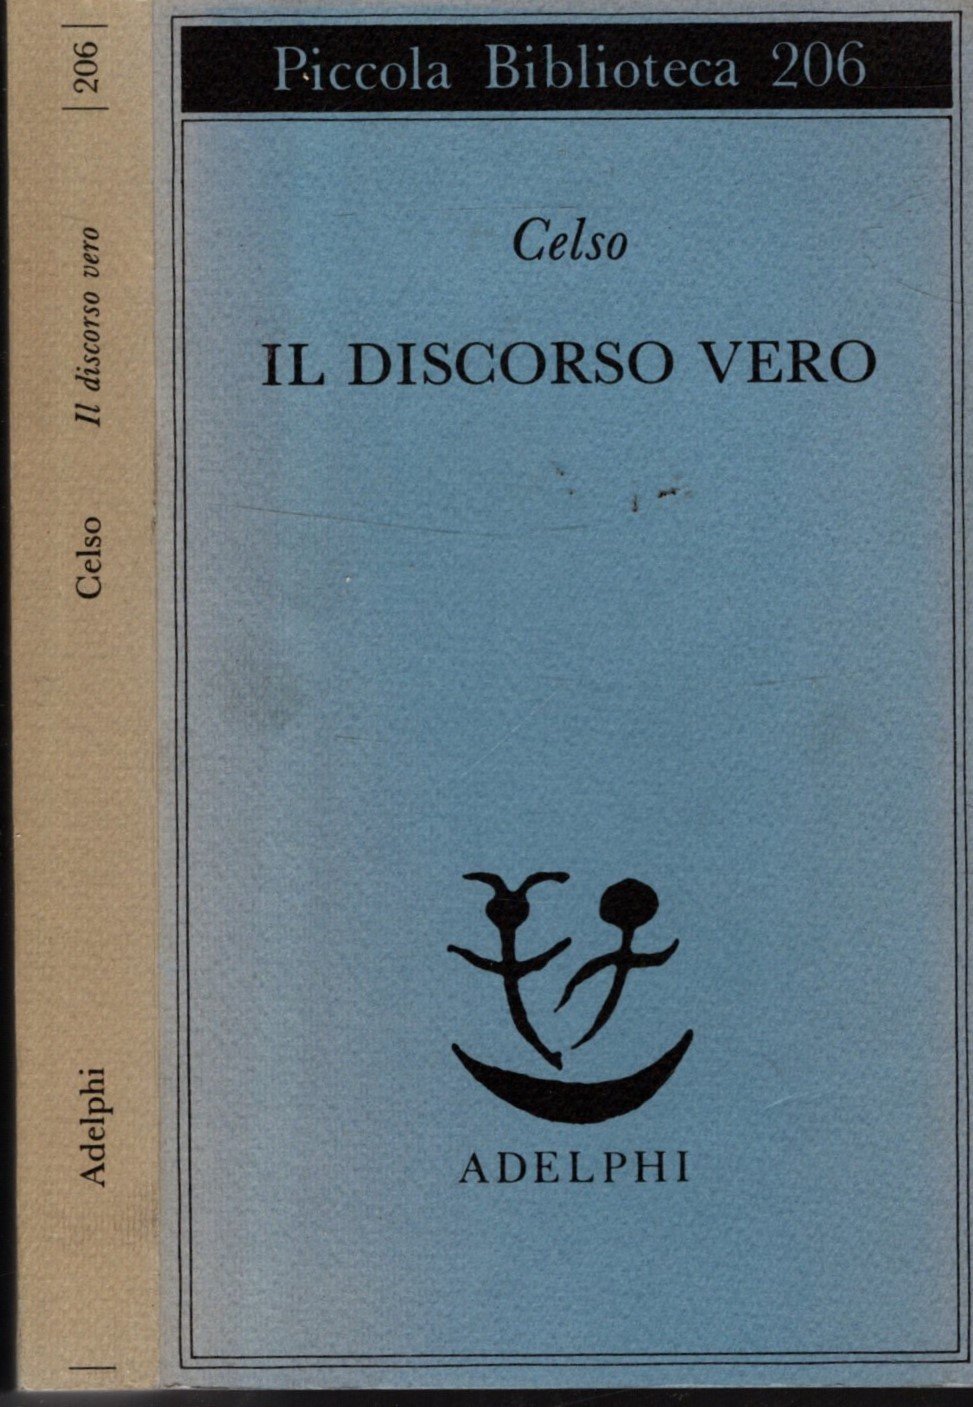 206
Il discorso vero
Celso
Adelphi
Piccola Biblioteca 206
Celso
IL DISCORSO VERO
ADELPHI